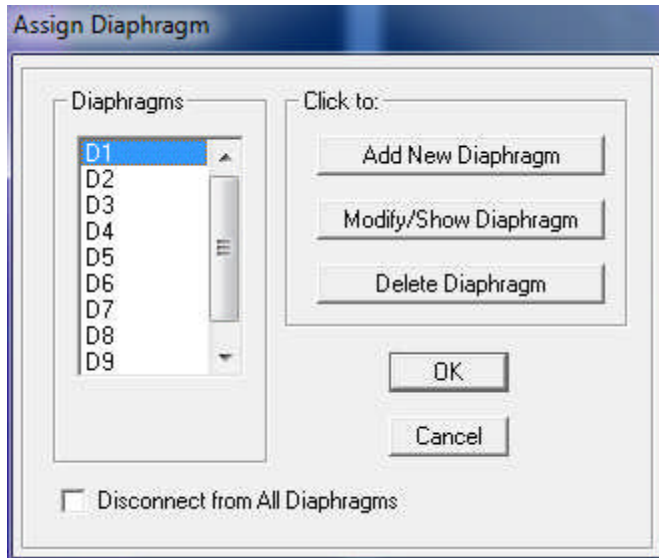 Assign Diaphragm
Diaphragms
D1
D2
D3
D4
D5
D6
D7
D8
D9
Click to:
Add New Diaphragm
Modify/Show Diaphragm
Delete Diaphragm
OK
Cancel
Disconnect from All Diaphragms